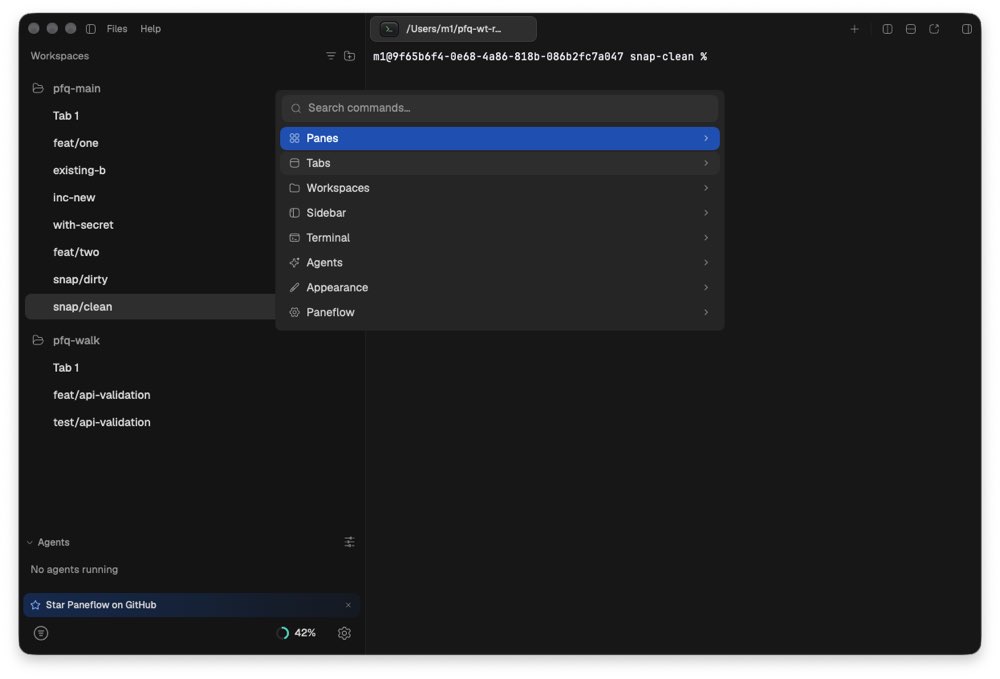 Files Help
/Users/m1/pfq-wt-r...
Workspaces
m1@9f65b6f4-0e68-4a86-818b-086b2fc7a047 snap-clean %
pfq-main
Tab 1
feat/one
existing-b
inc-new
with-secret
feat/two
snap/dirty
snap/clean
pfq-walk
Tab 1
feat/api-validation
test/api-validation
Search commands...
Panes
Tabs
Workspaces
Sidebar
Terminal
Agents
Appearance
Paneflow
Agents
No agents running
Star Paneflow on GitHub
42%